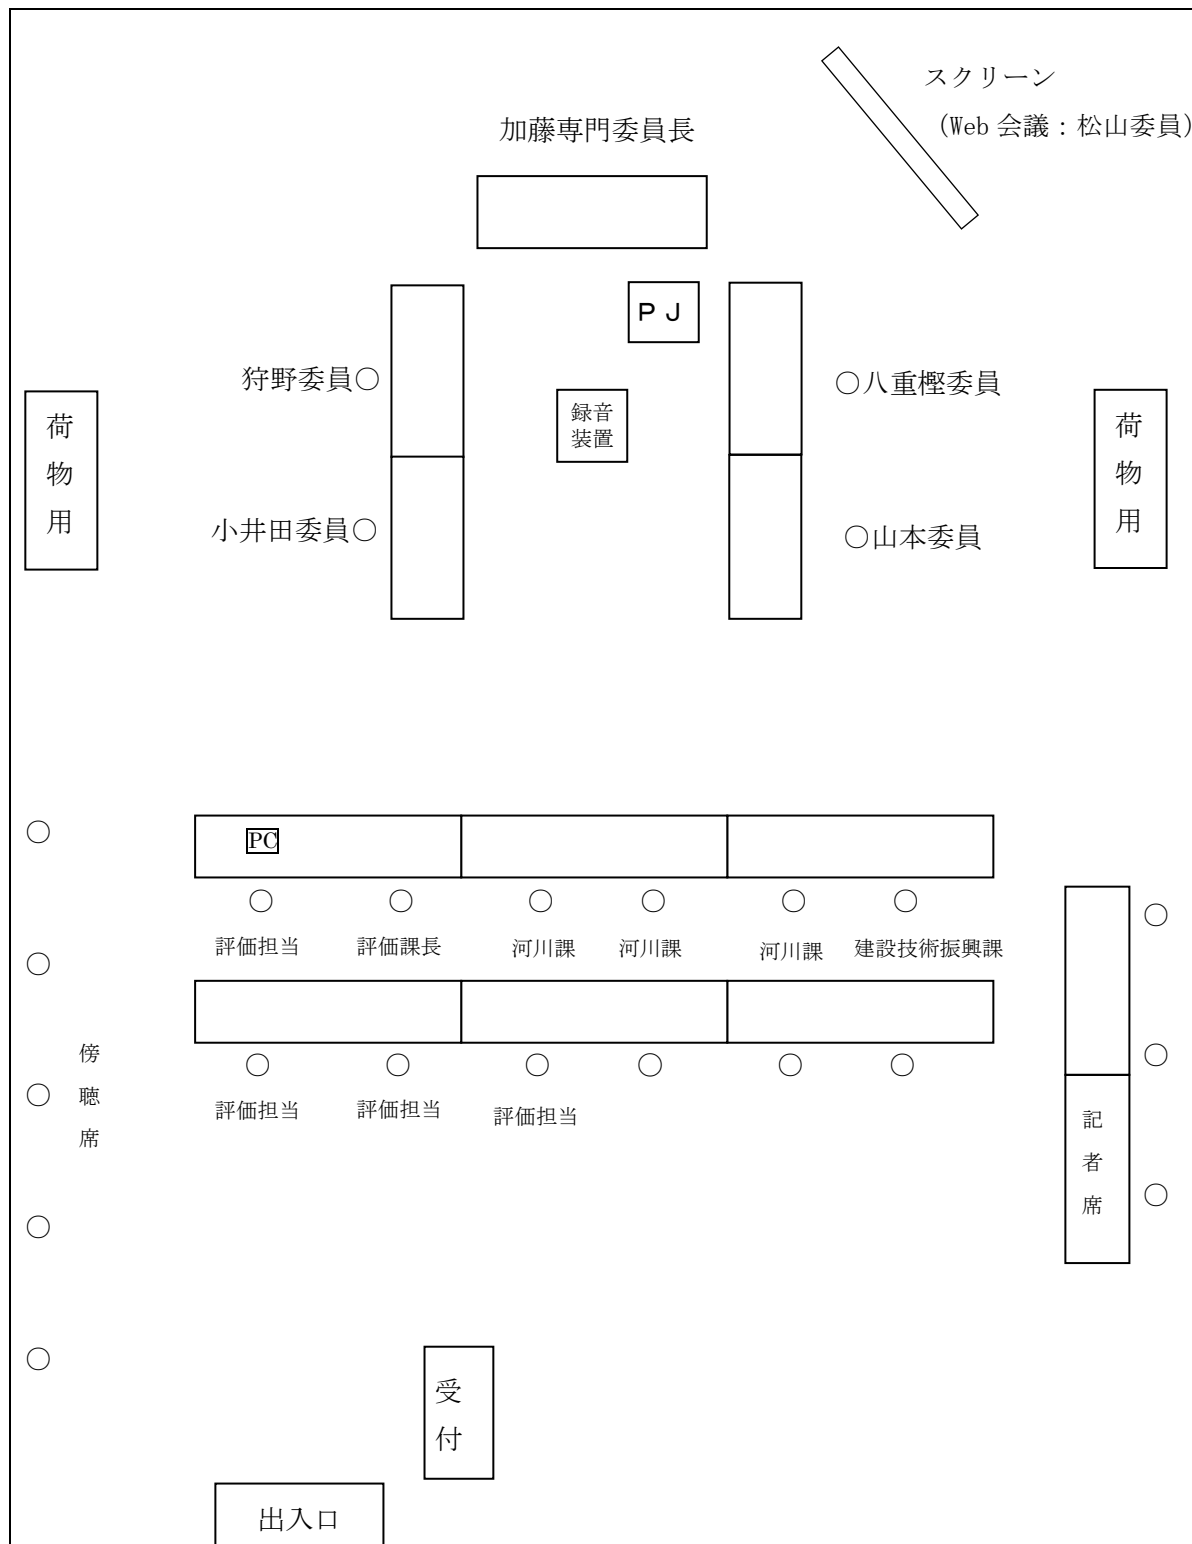 スクリーン
（Web 会議：松山委員）
加藤専門委員長
ＰＪ
狩野委員○
○八重樫委員
録音
装置
荷物用
荷物用
小井田委員○
○山本委員
PC
○ ○ ○ ○ ○ ○
評価担当 評価課長 河川課 河川課 河川課 建設技術振興課
○ ○ ○ ○ ○ ○
評価担当 評価担当 評価担当
傍聴席
記者席
受付
出入口